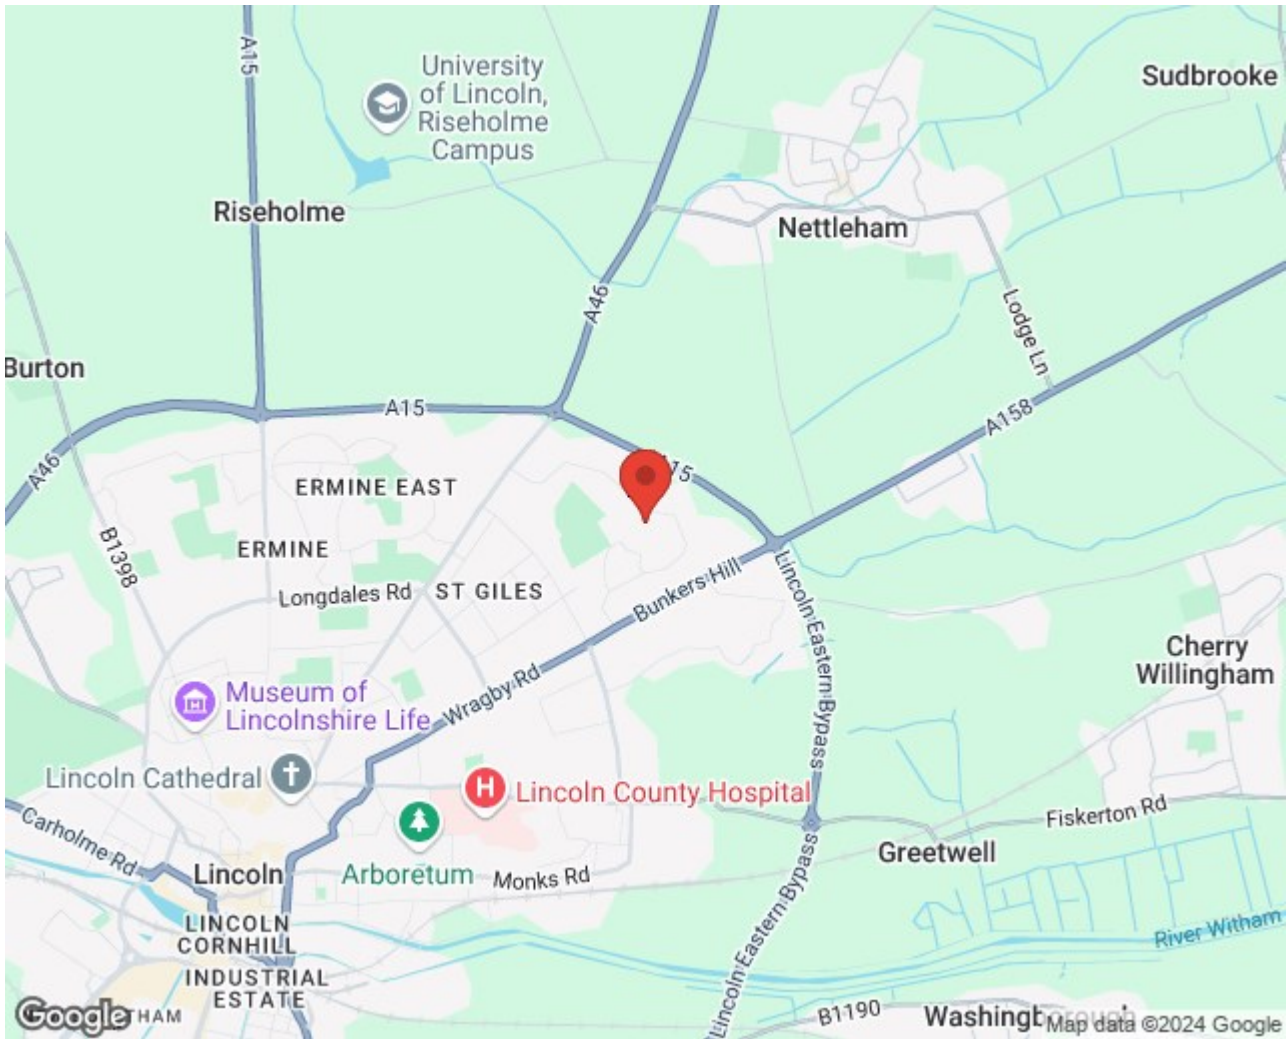 A15
University
of Lincoln,
Riseholme
Campus
Sudbrooke
Riseholme
Nettleham
A46
Lodge Ln
Burton
A15
A158
A46
ERMINE EAST
A15
B1398
ERMINE
Longdales Rd
ST GILES
Bunkers Hill
Lincoln Eastern Bypass
Cherry
Willingham
Museum of
Lincolnshire Life
Wragby Rd
Lincoln Cathedral
H
Lincoln County Hospital
Carholme Rd
Fiskerton Rd
Greetwell
Lincoln
Arboretum
Monks Rd
Lincoln Eastern Bypass
LINCOLN
CORNHILL
River Witham
INDUSTRIAL
ESTATE
Google
B1190
Map data ©2024 Google